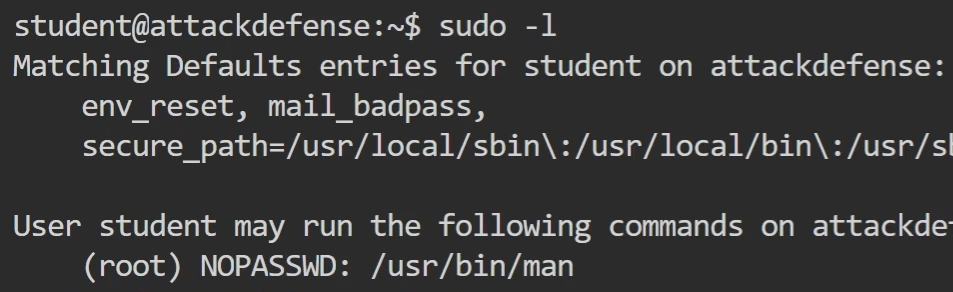 student@attackdefense:~$ sudo -l
Matching Defaults entries for student on attackdefense:
env_reset, mail_badpass,
secure_path=/usr/local/sbin\:/usr/local/bin\:/usr/sb
User student may run the following commands on attackdef
(root) NOPASSWD: /usr/bin/man